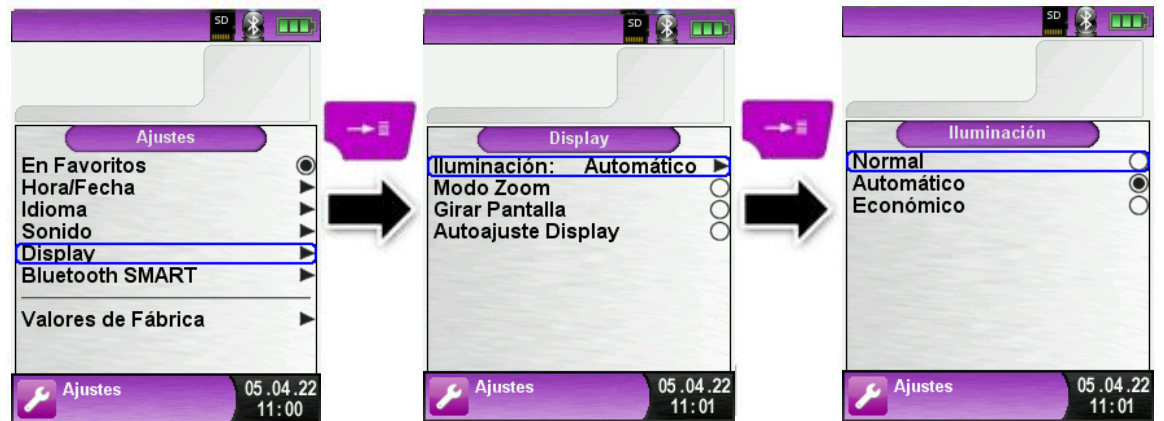 SD
Ajustes
En Favoritos
Hora/Fecha
Idioma
Sonido
Display
Bluetooth SMART
Valores de Fábrica
Ajustes
05.04.22
11:00
SD
Display
Iluminación: Automático
Modo Zoom
Girar Pantalla
Autoajuste Display
Ajustes
05.04.22
11:01
SD
Iluminación
Normal
Automático
Económico
Ajustes
05.04.22
11:01